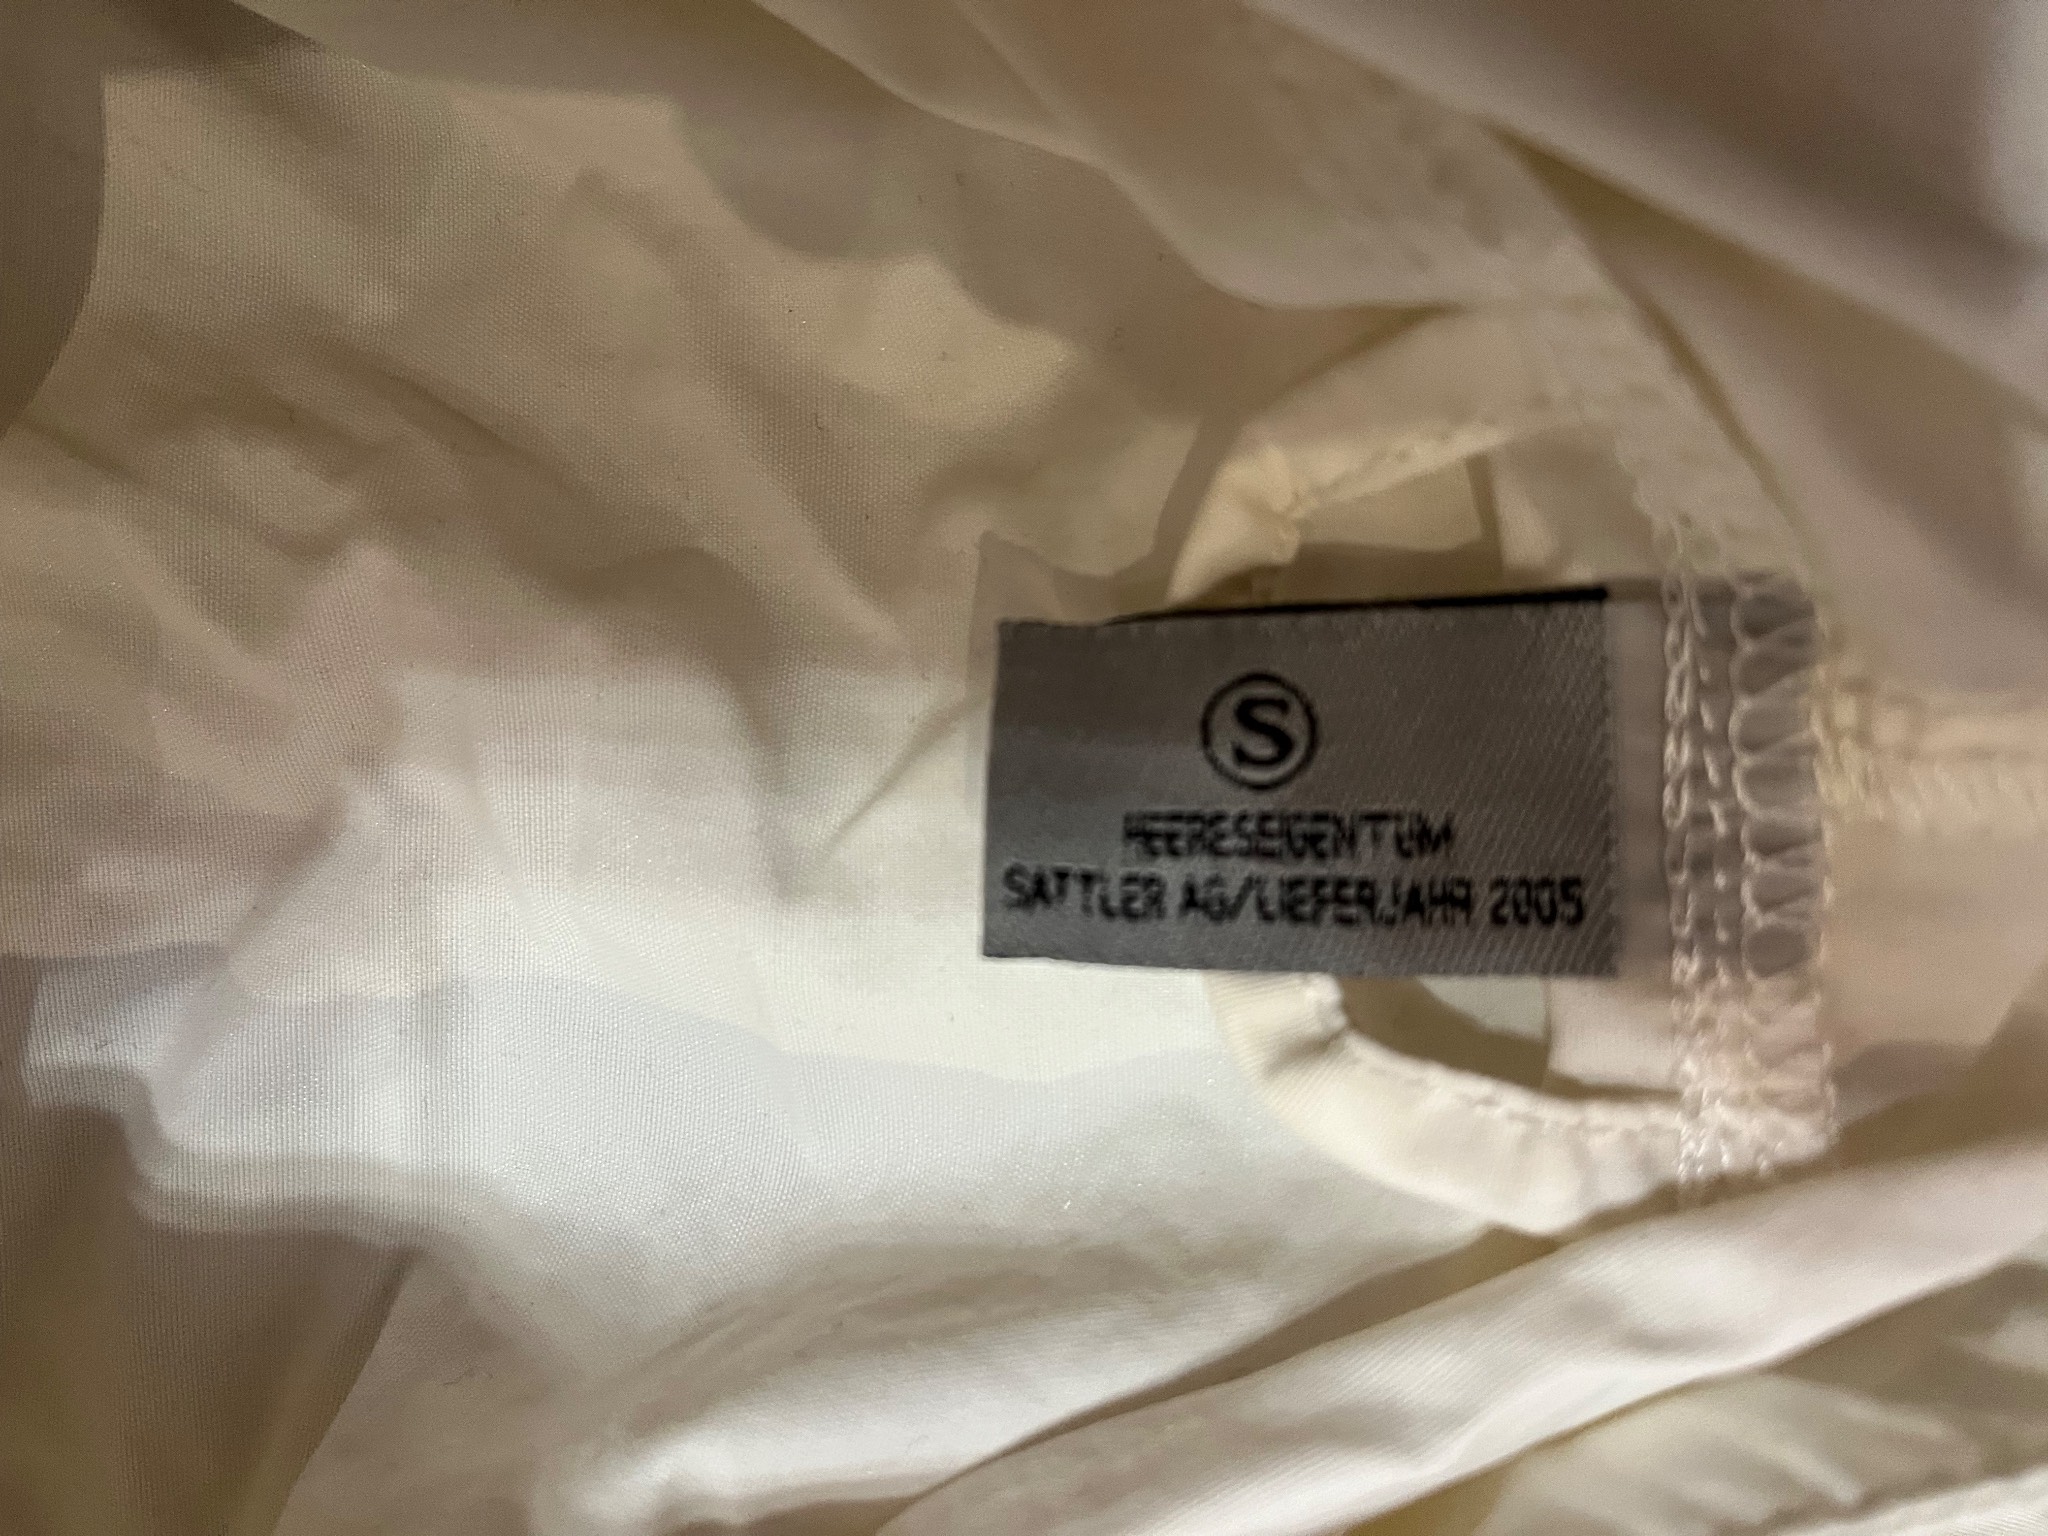 S
HEERESEIGENTUM
SATTLER AG/LIEFERJAHR 2005